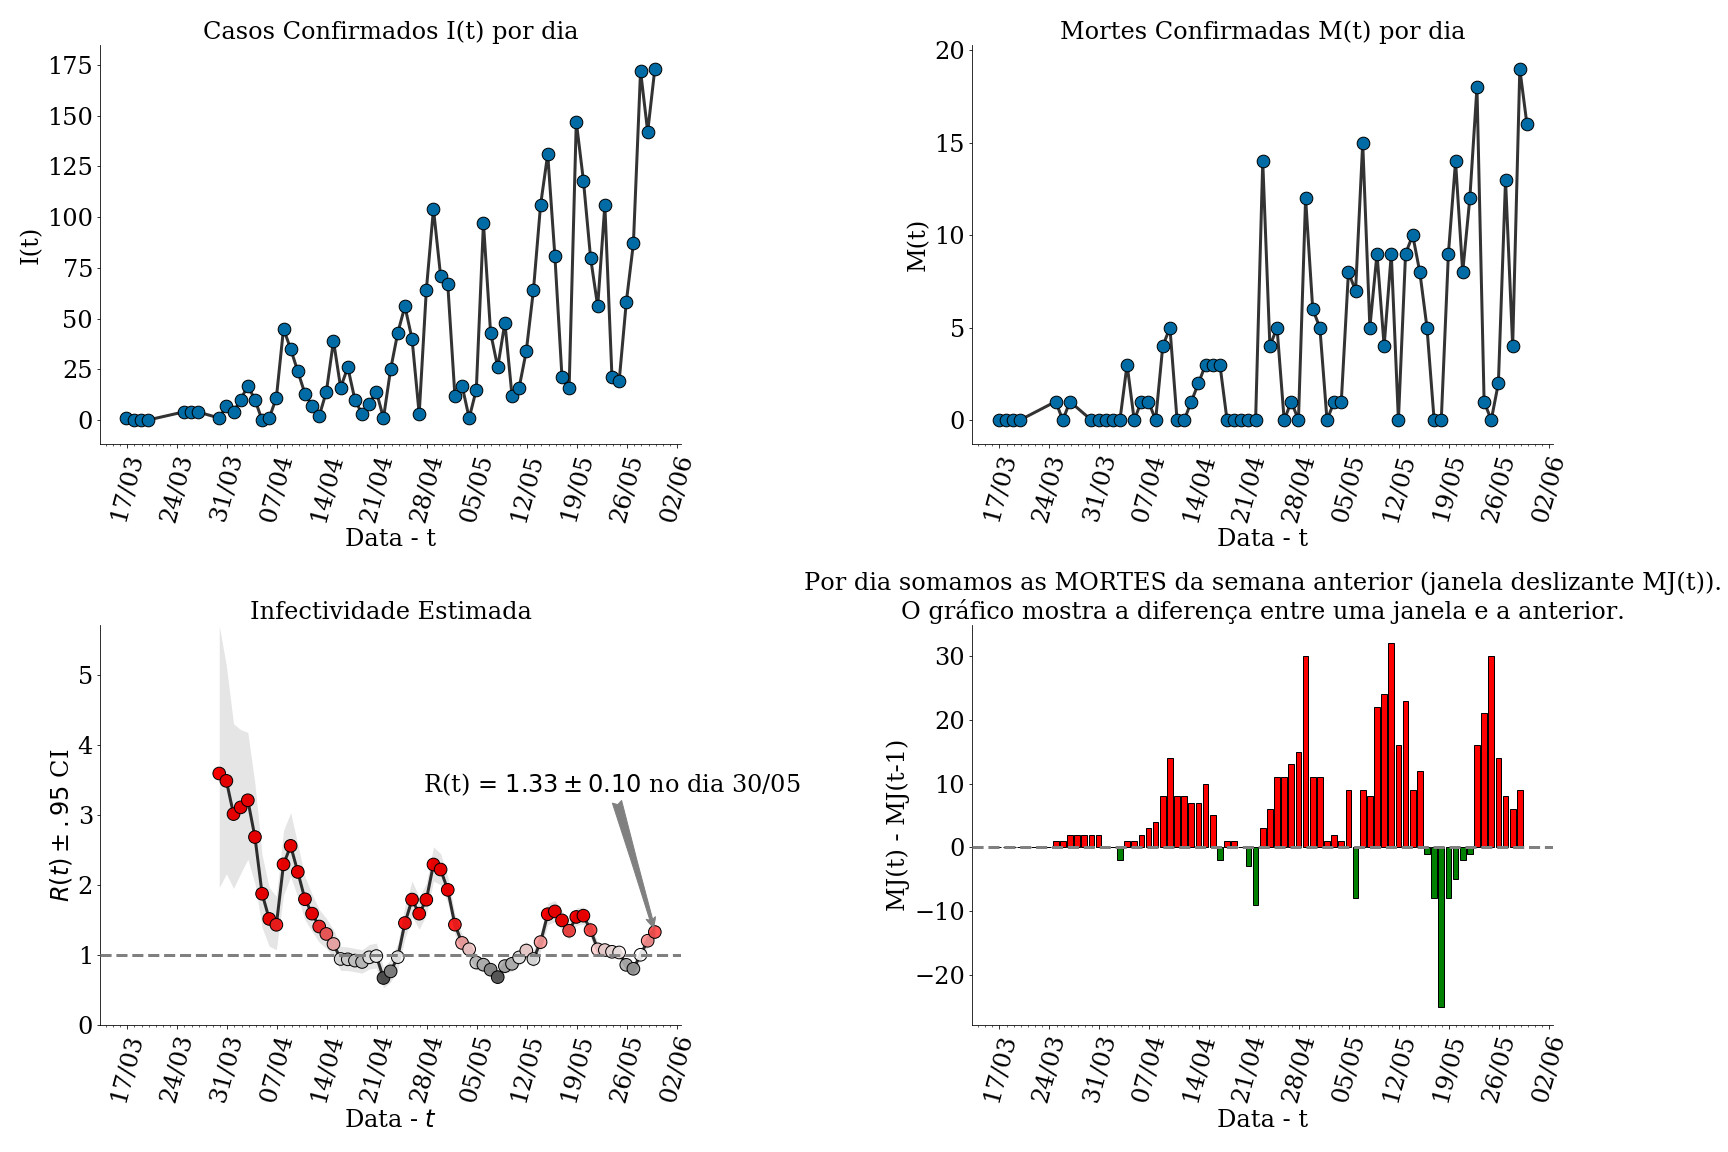 Casos Confirmados I(t) por dia
175
150
125
100
75
50
25
0
I(t)
17/03 24/03 31/03 07/04 14/04 21/04 28/04 05/05 12/05 19/05 26/05 02/06
Data - t
Mortes Confirmadas M(t) por dia
20
15
10
5
0
M(t)
17/03 24/03 31/03 07/04 14/04 21/04 28/04 05/05 12/05 19/05 26/05 02/06
Data - t
Infectividade Estimada
5
4
3
2
1
0
R(t) ± .95 CI
R(t) = 1.33 ± 0.10 no dia 30/05
17/03 24/03 31/03 07/04 14/04 21/04 28/04 05/05 12/05 19/05 26/05 02/06
Data - t
Por dia somamos as MORTES da semana anterior (janela deslizante MJ(t)).
O gráfico mostra a diferença entre uma janela e a anterior.
30
20
10
0
−10
−20
MJ(t) - MJ(t-1)
17/03 24/03 31/03 07/04 14/04 21/04 28/04 05/05 12/05 19/05 26/05 02/06
Data - t